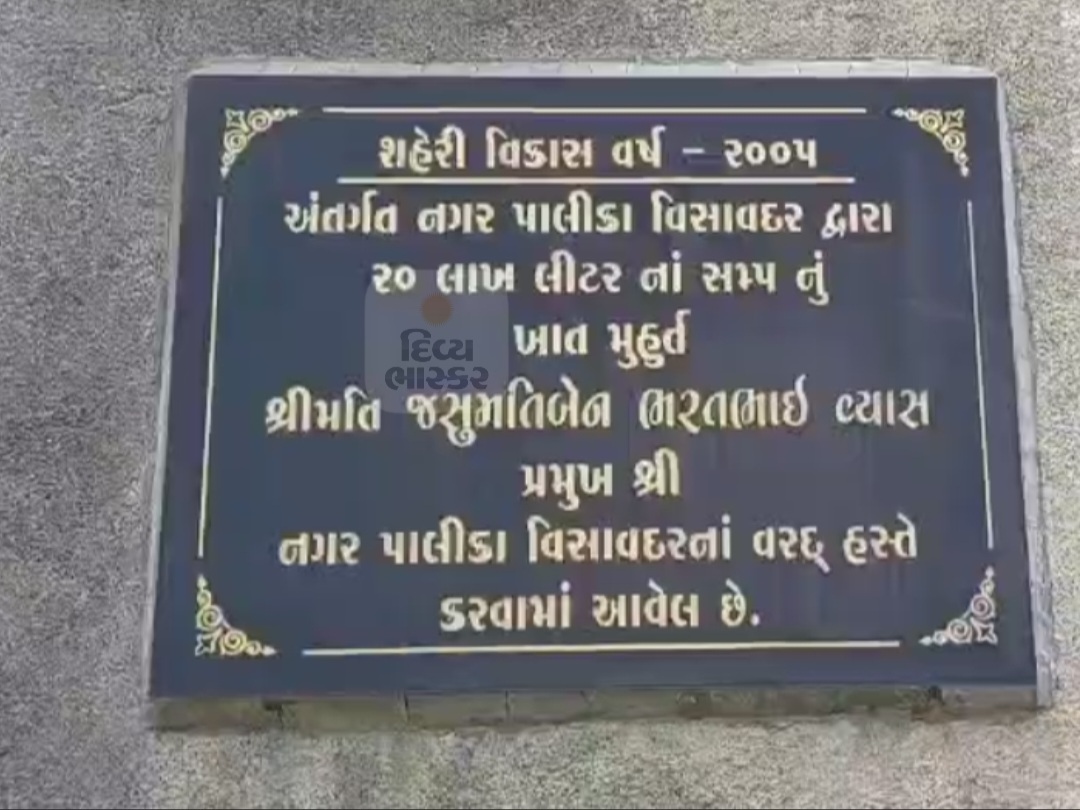 શહેરી વિકાસ વર્ષ - ૨૦૦૫
અંતર્ગત નગર પાલીકા વિસાવદર દ્વારા
૨૦ લાખ લીટર નાં સમ્પ નું
ખાત મુહુર્ત
શ્રીમતિ જસુમતિબેન ભરતભાઇ વ્યાસ
પ્રમુખ શ્રી
નગર પાલીકા વિસાવદરનાં વરદ્ હસ્તે
કરવામાં આવેલ છે.
દિવ્ય
ભાસ્કર